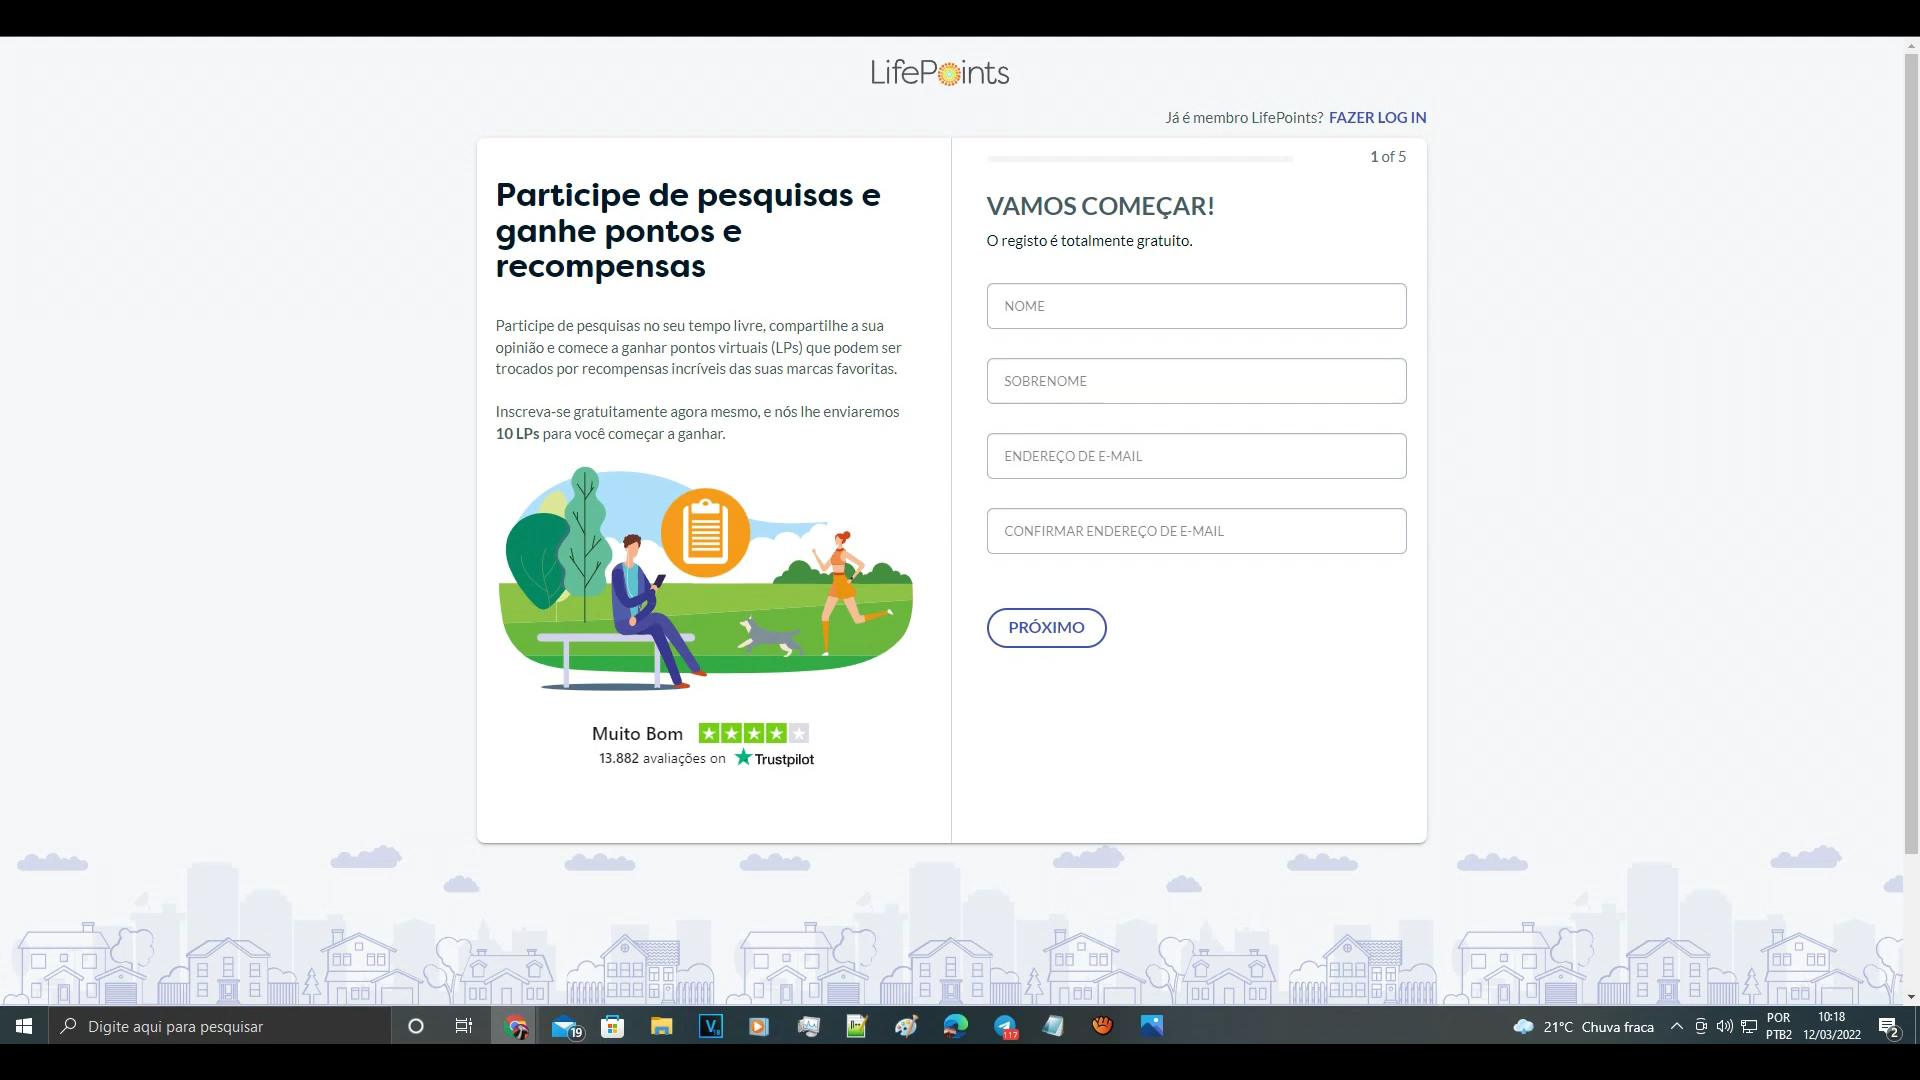 LifePoints
Já é membro LifePoints? FAZER LOG IN
Participe de pesquisas e
ganhe pontos e
recompensas
Participe de pesquisas no seu tempo livre, compartilhe a sua
opinião e comece a ganhar pontos virtuais (LPs) que podem ser
trocados por recompensas incríveis das suas marcas favoritas.
Inscreva-se gratuitamente agora mesmo, e nós lhe enviaremos
10 LPs para você começar a ganhar.
Muito Bom
13.882 avaliações on Trustpilot
1 of 5
VAMOS COMEÇAR!
O registo é totalmente gratuito.
NOME
SOBRENOME
ENDEREÇO DE E-MAIL
CONFIRMAR ENDEREÇO DE E-MAIL
PRÓXIMO
Digite aqui para pesquisar
19
117
21°C Chuva fraca
POR
PTB2
10:18
12/03/2022
2